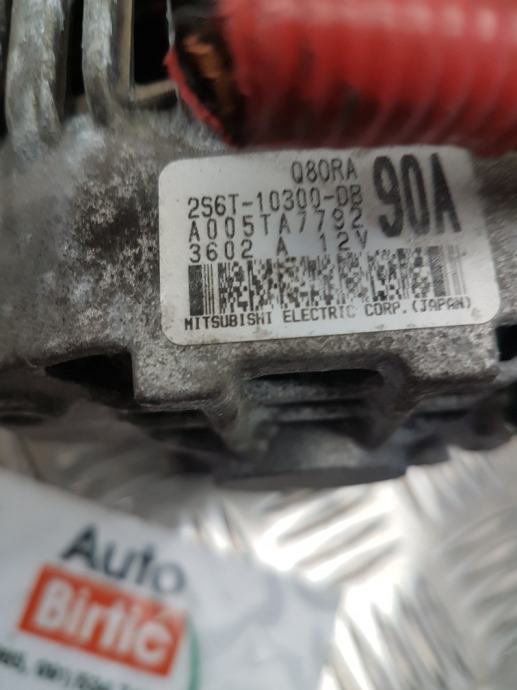 Q80RA
2S6T-10300-DB
90A
A005TA7792
3602 A 12V
MITSUBISHI ELECTRIC CORP. (JAPAN)
Auto
Birtić